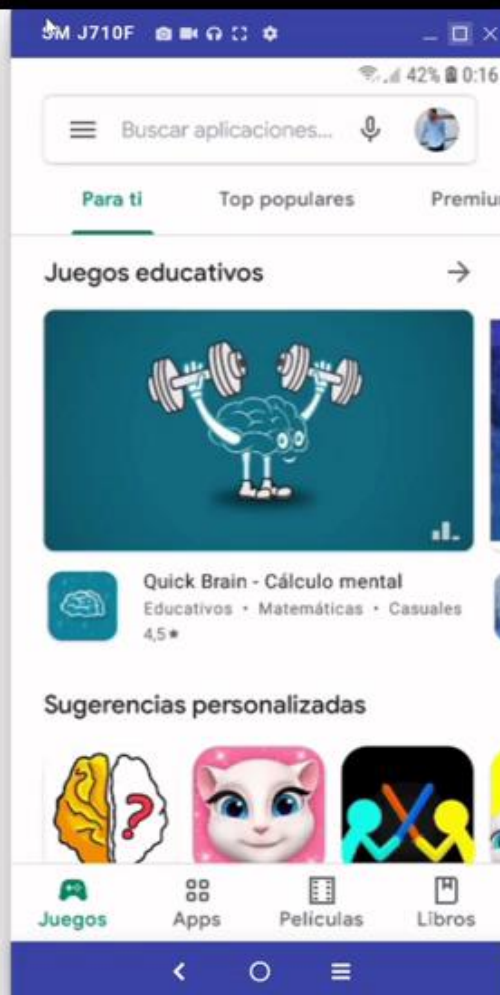 SM J710F
42% 0:16
Buscar aplicaciones...
Para ti Top populares Premiu
Juegos educativos
Quick Brain - Cálculo mental
Educativos • Matemáticas • Casuales
4,5★
Sugerencias personalizadas
?
Juegos Apps Películas Libros